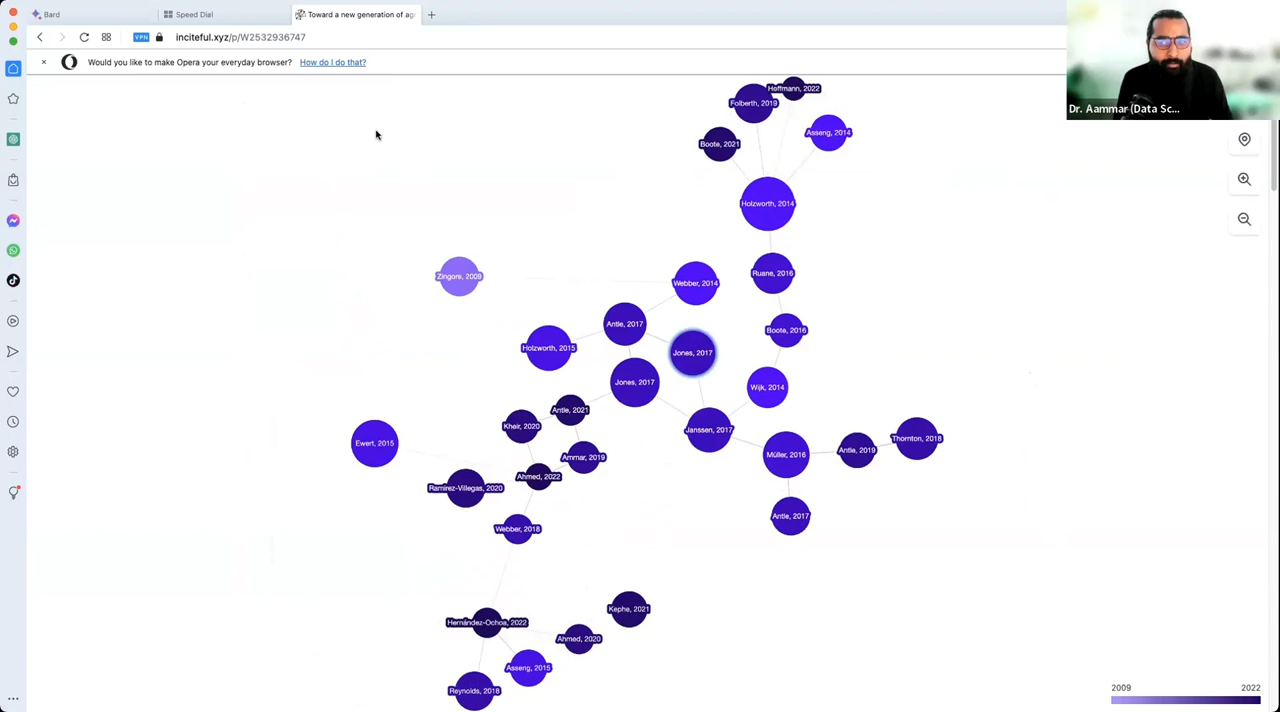 Bard
Speed Dial
Toward a new generation of ag
VPN
inciteful.xyz/p/W2532936747
Would you like to make Opera your everyday browser? How do I do that?
Dr. Aammar (Data Sc...
Hoffmann, 2022
Folberth, 2019
Asseng, 2014
Boote, 2021
Holzworth, 2014
Ruane, 2016
Zingore, 2009
Webber, 2014
Antle, 2017
Boote, 2016
Holzworth, 2015
Jones, 2017
Jones, 2017
Wijk, 2014
Antle, 2021
Kheir, 2020
Janssen, 2017
Ewert, 2015
Ammar, 2019
Müller, 2016
Antle, 2019
Thornton, 2018
Ahmed, 2022
Ramirez-Villegas, 2020
Antle, 2017
Webber, 2018
Kephe, 2021
Hernández-Ochoa, 2022
Ahmed, 2020
Asseng, 2015
Reynolds, 2018
2009
2022